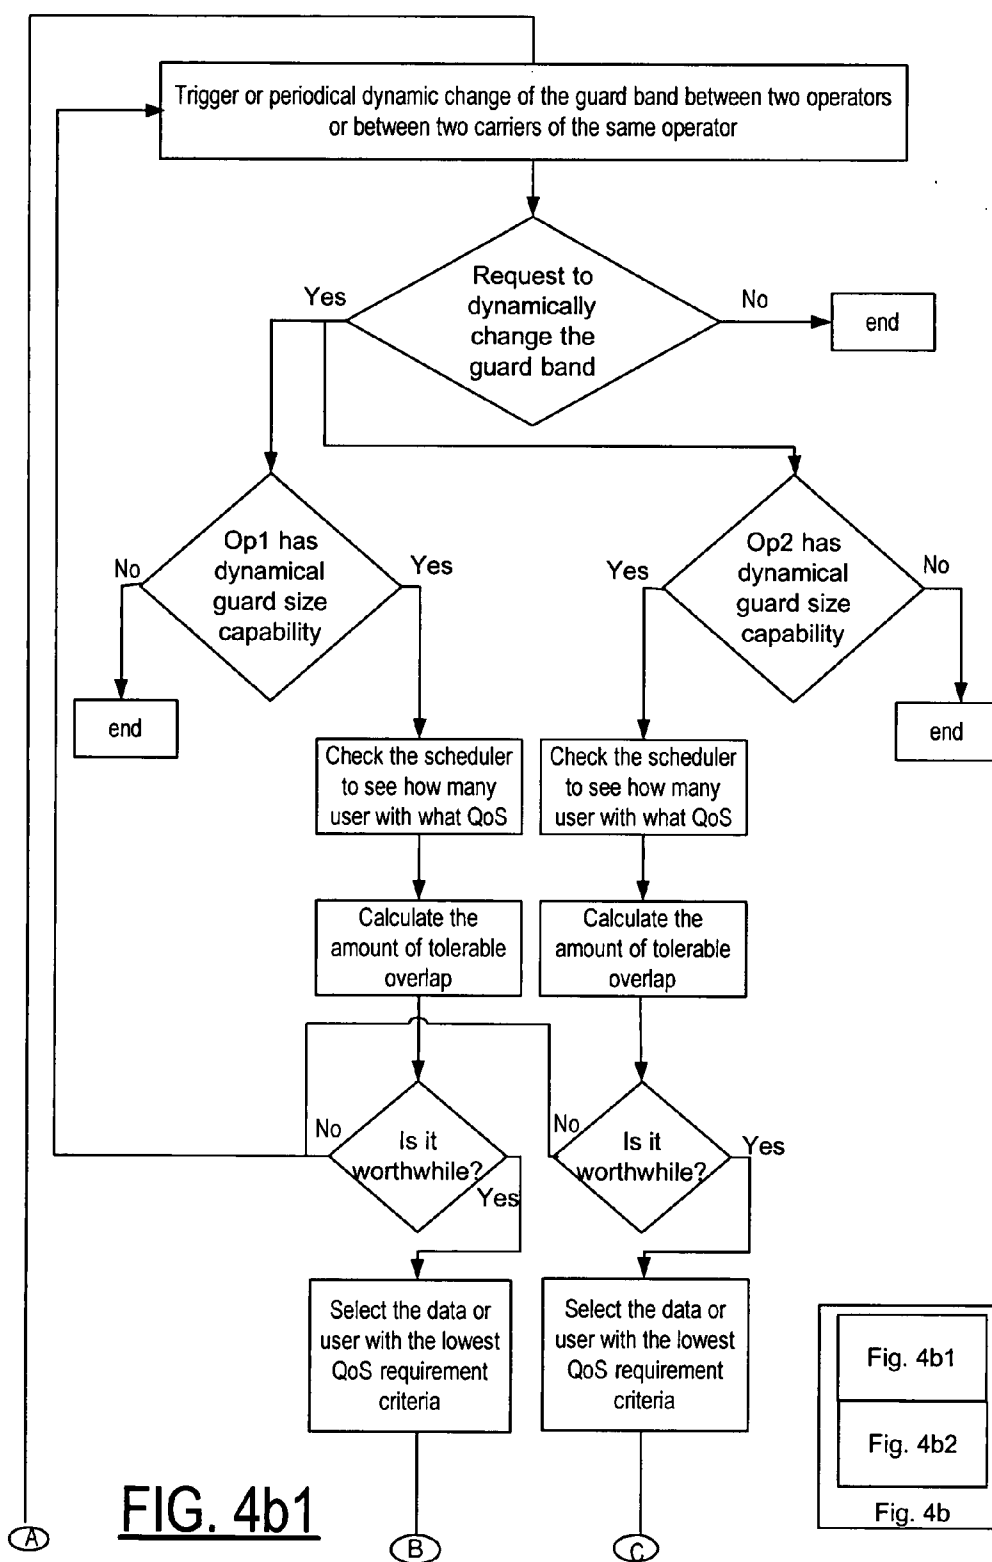 Trigger or periodical dynamic change of the guard band between two operators
or between two carriers of the same operator
Request to
dynamically
change the
guard band
Yes
No
end
Op1 has
dynamical
guard size
capability
No
Yes
end
Op2 has
dynamical
guard size
capability
Yes
No
end
Check the scheduler
to see how many
user with what QoS
Check the scheduler
to see how many
user with what QoS
Calculate the
amount of tolerable
overlap
Calculate the
amount of tolerable
overlap
No
Is it
worthwhile?
Yes
No
Is it
worthwhile?
Yes
Select the data or
user with the lowest
QoS requirement
criteria
Select the data or
user with the lowest
QoS requirement
criteria
Fig. 4b1
Fig. 4b2
Fig. 4b
FIG. 4b1
A
B
C